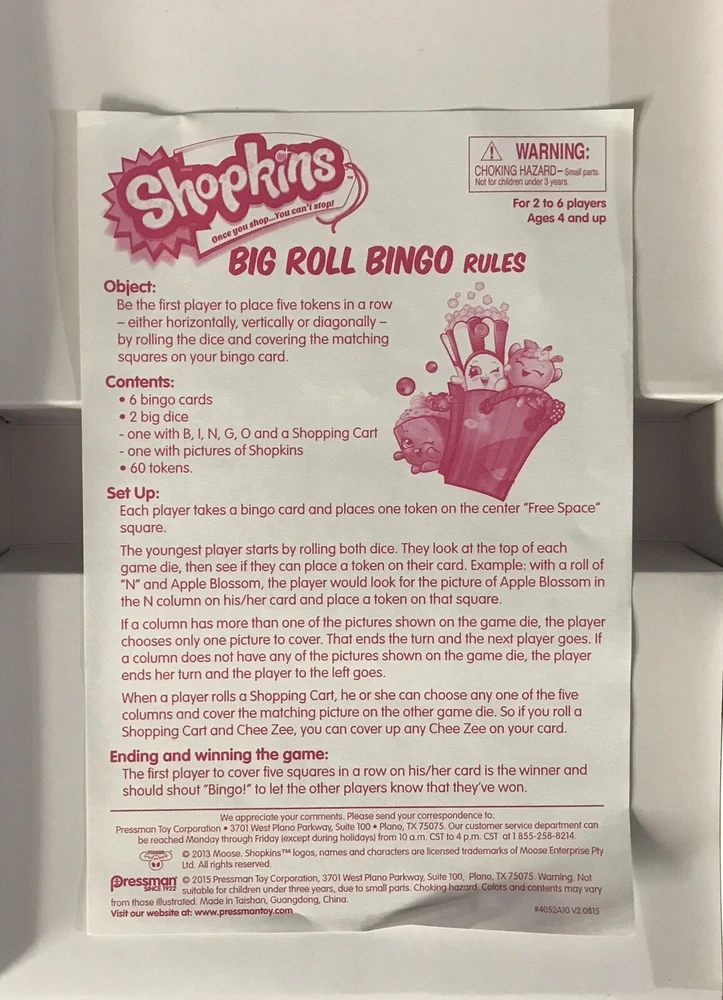 Shopkins™
Once you shop...You can't stop!
WARNING:
CHOKING HAZARD – Small parts.
Not for children under 3 years.
For 2 to 6 players
Ages 4 and up
BIG ROLL BINGO RULES
Object:
Be the first player to place five tokens in a row
– either horizontally, vertically or diagonally –
by rolling the dice and covering the matching
squares on your bingo card.
Contents:
• 6 bingo cards
• 2 big dice
- one with B, I, N, G, O and a Shopping Cart
- one with pictures of Shopkins
• 60 tokens.
Set Up:
Each player takes a bingo card and places one token on the center "Free Space"
square.
The youngest player starts by rolling both dice. They look at the top of each
game die, then see if they can place a token on their card. Example: with a roll of
"N" and Apple Blossom, the player would look for the picture of Apple Blossom in
the N column on his/her card and place a token on that square.
If a column has more than one of the pictures shown on the game die, the player
chooses only one picture to cover. That ends the turn and the next player goes. If
a column does not have any of the pictures shown on the game die, the player
ends her turn and the player to the left goes.
When a player rolls a Shopping Cart, he or she can choose any one of the five
columns and cover the matching picture on the other game die. So if you roll a
Shopping Cart and Chee Zee, you can cover up any Chee Zee on your card.
Ending and winning the game:
The first player to cover five squares in a row on his/her card is the winner and
should shout "Bingo!" to let the other players know that they've won.
We appreciate your comments. Please send your correspondence to:
Pressman Toy Corporation • 3701 West Plano Parkway, Suite 100 • Plano, TX 75075. Our customer service department can
be reached Monday through Friday (except during holidays) from 10 a.m. CST to 4 p.m. CST at 1 855-258-8214.
© 2013 Moose. Shopkins™ logos, names and characters are licensed trademarks of Moose Enterprise Pty
Ltd. All rights reserved.
Pressman SINCE 1922 © 2015 Pressman Toy Corporation, 3701 West Plano Parkway, Suite 100, Plano, TX 75075. Warning. Not
suitable for children under three years, due to small parts. Choking hazard. Colors and contents may vary
from those illustrated. Made in Taishan, Guangdong, China.
Visit our website at: www.pressmantoy.com
#4052A10 V2 0815